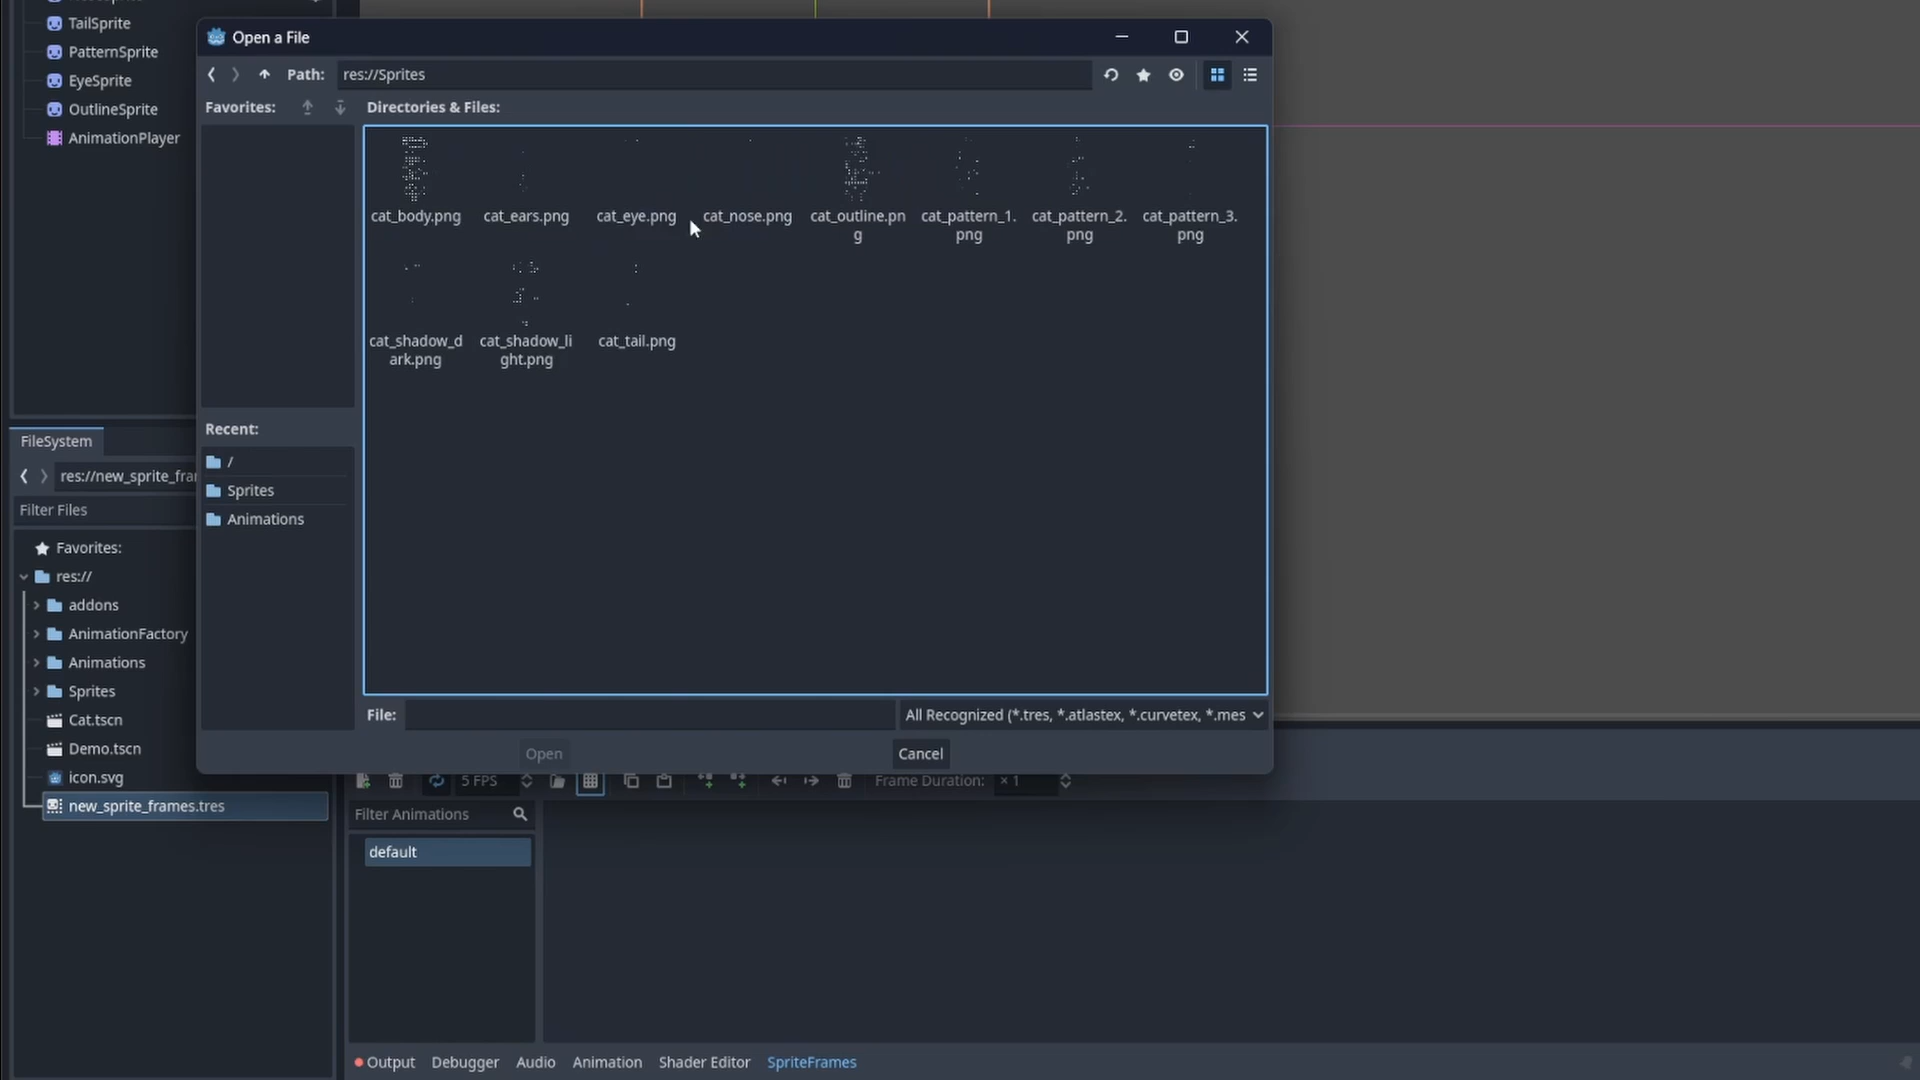 TailSprite
PatternSprite
EyeSprite
OutlineSprite
AnimationPlayer
Open a File
Path:
res://Sprites
Favorites:
Directories & Files:
cat_body.png
cat_ears.png
cat_eye.png
cat_nose.png
cat_outline.pn
g
cat_pattern_1.
png
cat_pattern_2.
png
cat_pattern_3.
png
cat_shadow_d
ark.png
cat_shadow_li
ght.png
cat_tail.png
Recent:
/
Sprites
Animations
File:
All Recognized (*.tres, *.atlastex, *.curvetex, *.mes
Open
Cancel
FileSystem
res://new_sprite_fra
Filter Files
Favorites:
res://
addons
AnimationFactory
Animations
Sprites
Cat.tscn
Demo.tscn
icon.svg
new_sprite_frames.tres
5 FPS
Frame Duration:
× 1
Filter Animations
default
Output
Debugger
Audio
Animation
Shader Editor
SpriteFrames